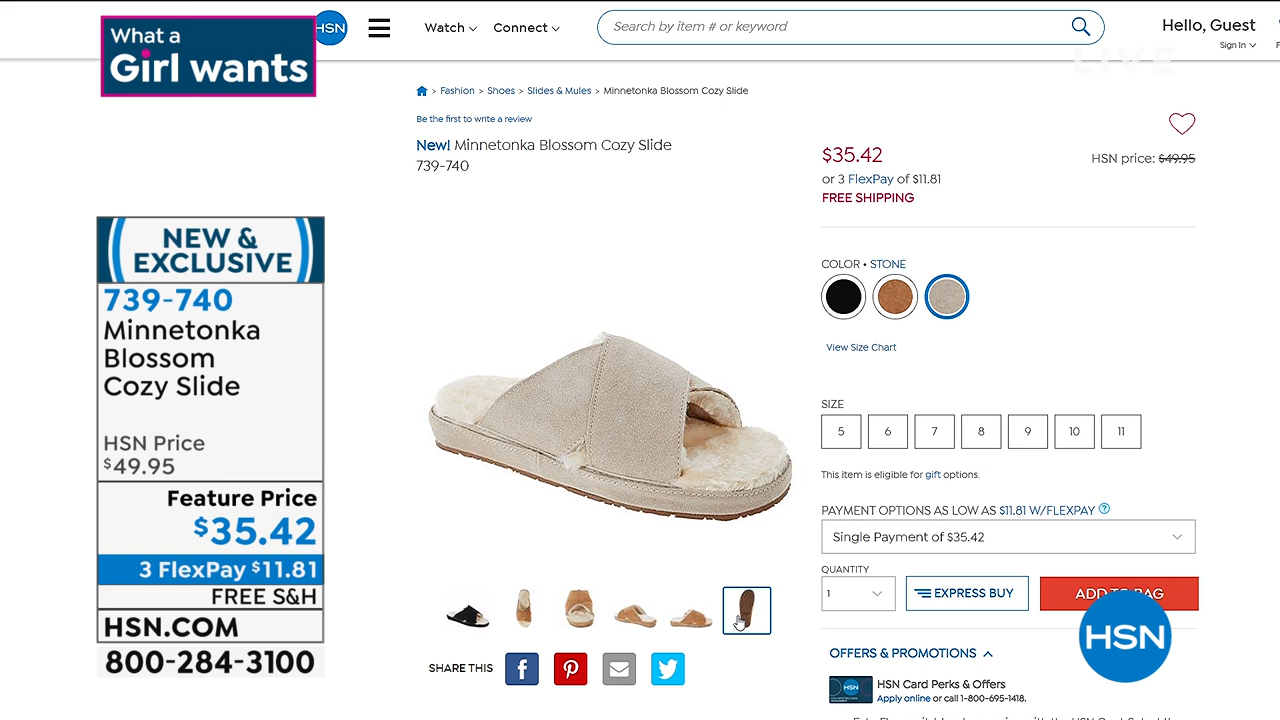 What a
Girl wants
HSN
Watch
Connect
Search by item # or keyword
Hello, Guest
Sign In
LIVE
Fashion > Shoes > Slides & Mules > Minnetonka Blossom Cozy Slide
Be the first to write a review
New! Minnetonka Blossom Cozy Slide
739-740
$35.42
HSN price: $49.95
or 3 FlexPay of $11.81
FREE SHIPPING
COLOR • STONE
View Size Chart
SIZE
5 6 7 8 9 10 11
This item is eligible for gift options.
PAYMENT OPTIONS AS LOW AS $11.81 W/FLEXPAY ?
Single Payment of $35.42
QUANTITY
1
EXPRESS BUY
ADD TO BAG
HSN
OFFERS & PROMOTIONS
HSN Card Perks & Offers
Apply online or call 1-800-695-1418.
SHARE THIS
NEW &
EXCLUSIVE
739-740
Minnetonka
Blossom
Cozy Slide
HSN Price
$49.95
Feature Price
$35.42
3 FlexPay $11.81
FREE S&H
HSN.COM
800-284-3100